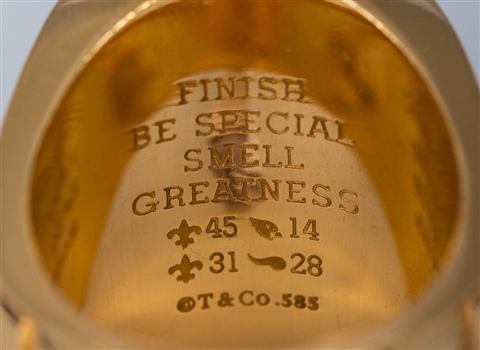 FINISH
BE SPECIAL
SMELL
GREATNESS
45 14
31 28
©T&Co.585